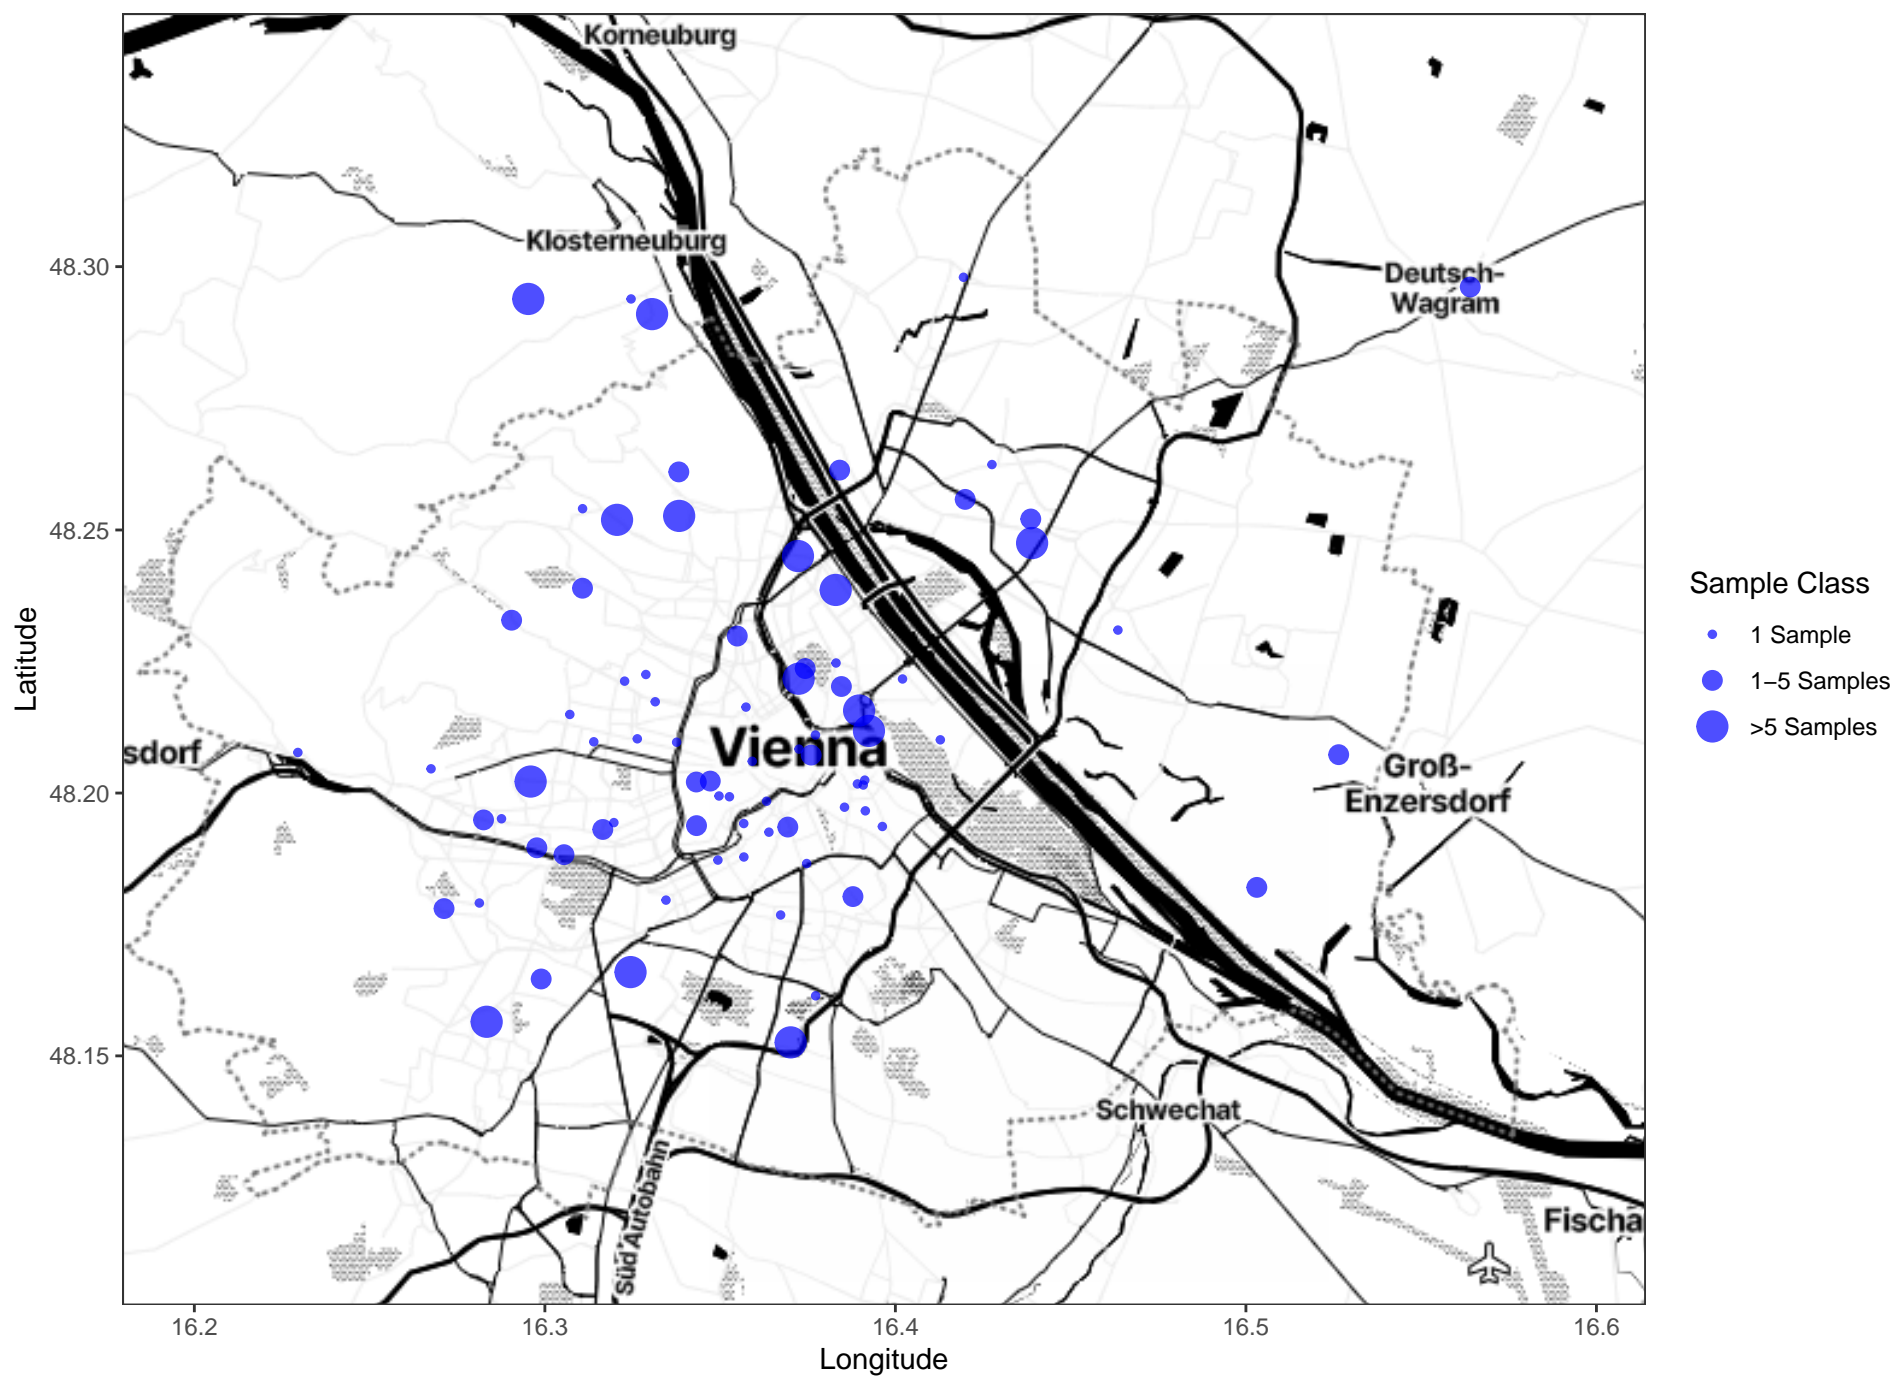 Korneuburg
Klosterneuburg
Deutsch-
Wagram
48.30
48.25
48.20
48.15
Latitude
Sample Class
1 Sample
1–5 Samples
>5 Samples
Vienna
sdorf
Groß-
Enzersdorf
Schwechat
Süd Autobahn
Fischa
16.2
16.3
16.4
16.5
16.6
Longitude